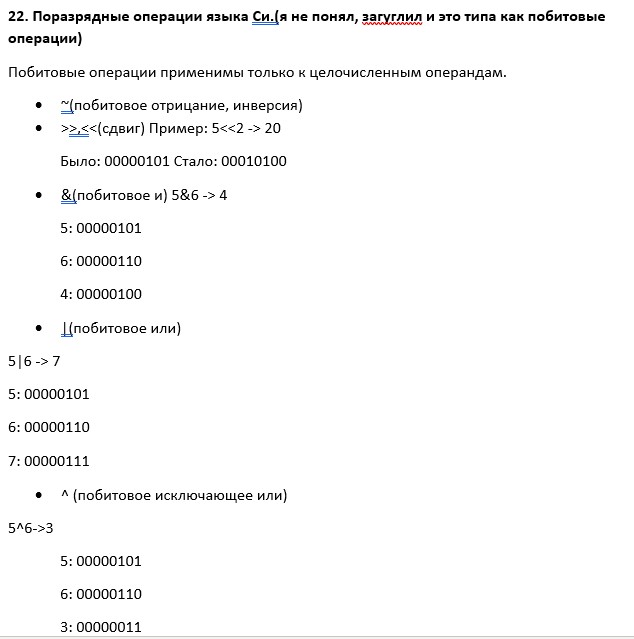 22. Поразрядные операции языка Си.(я не понял, загуглил и это типа как побитовые
операции)
Побитовые операции применимы только к целочисленным операндам.
• ~(побитовое отрицание, инверсия)
• >>,<<(сдвиг) Пример: 5<<2 -> 20
Было: 00000101 Стало: 00010100
• &(побитовое и) 5&6 -> 4
5: 00000101
6: 00000110
4: 00000100
• |(побитовое или)
5|6 -> 7
5: 00000101
6: 00000110
7: 00000111
• ^ (побитовое исключающее или)
5^6->3
5: 00000101
6: 00000110
3: 00000011